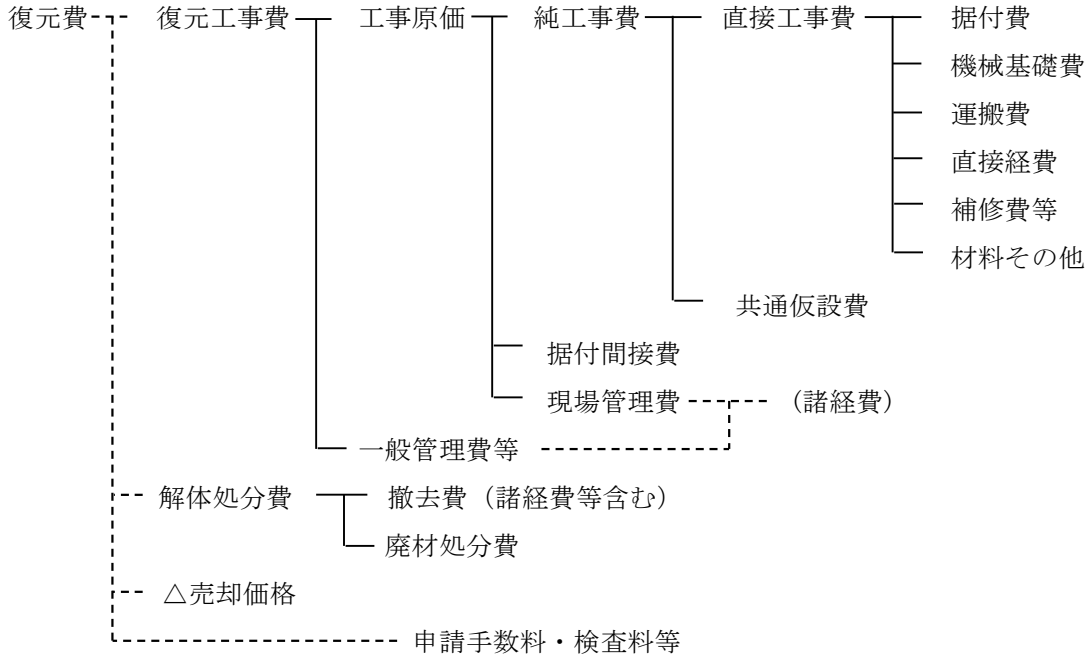 復元費 復元工事費 工事原価 純工事費 直接工事費 据付費
機械基礎費
運搬費
直接経費
補修費等
材料その他
共通仮設費
据付間接費
現場管理費 （諸経費）
一般管理費等
解体処分費 撤去費（諸経費等含む）
廃材処分費
△売却価格
申請手数料・検査料等